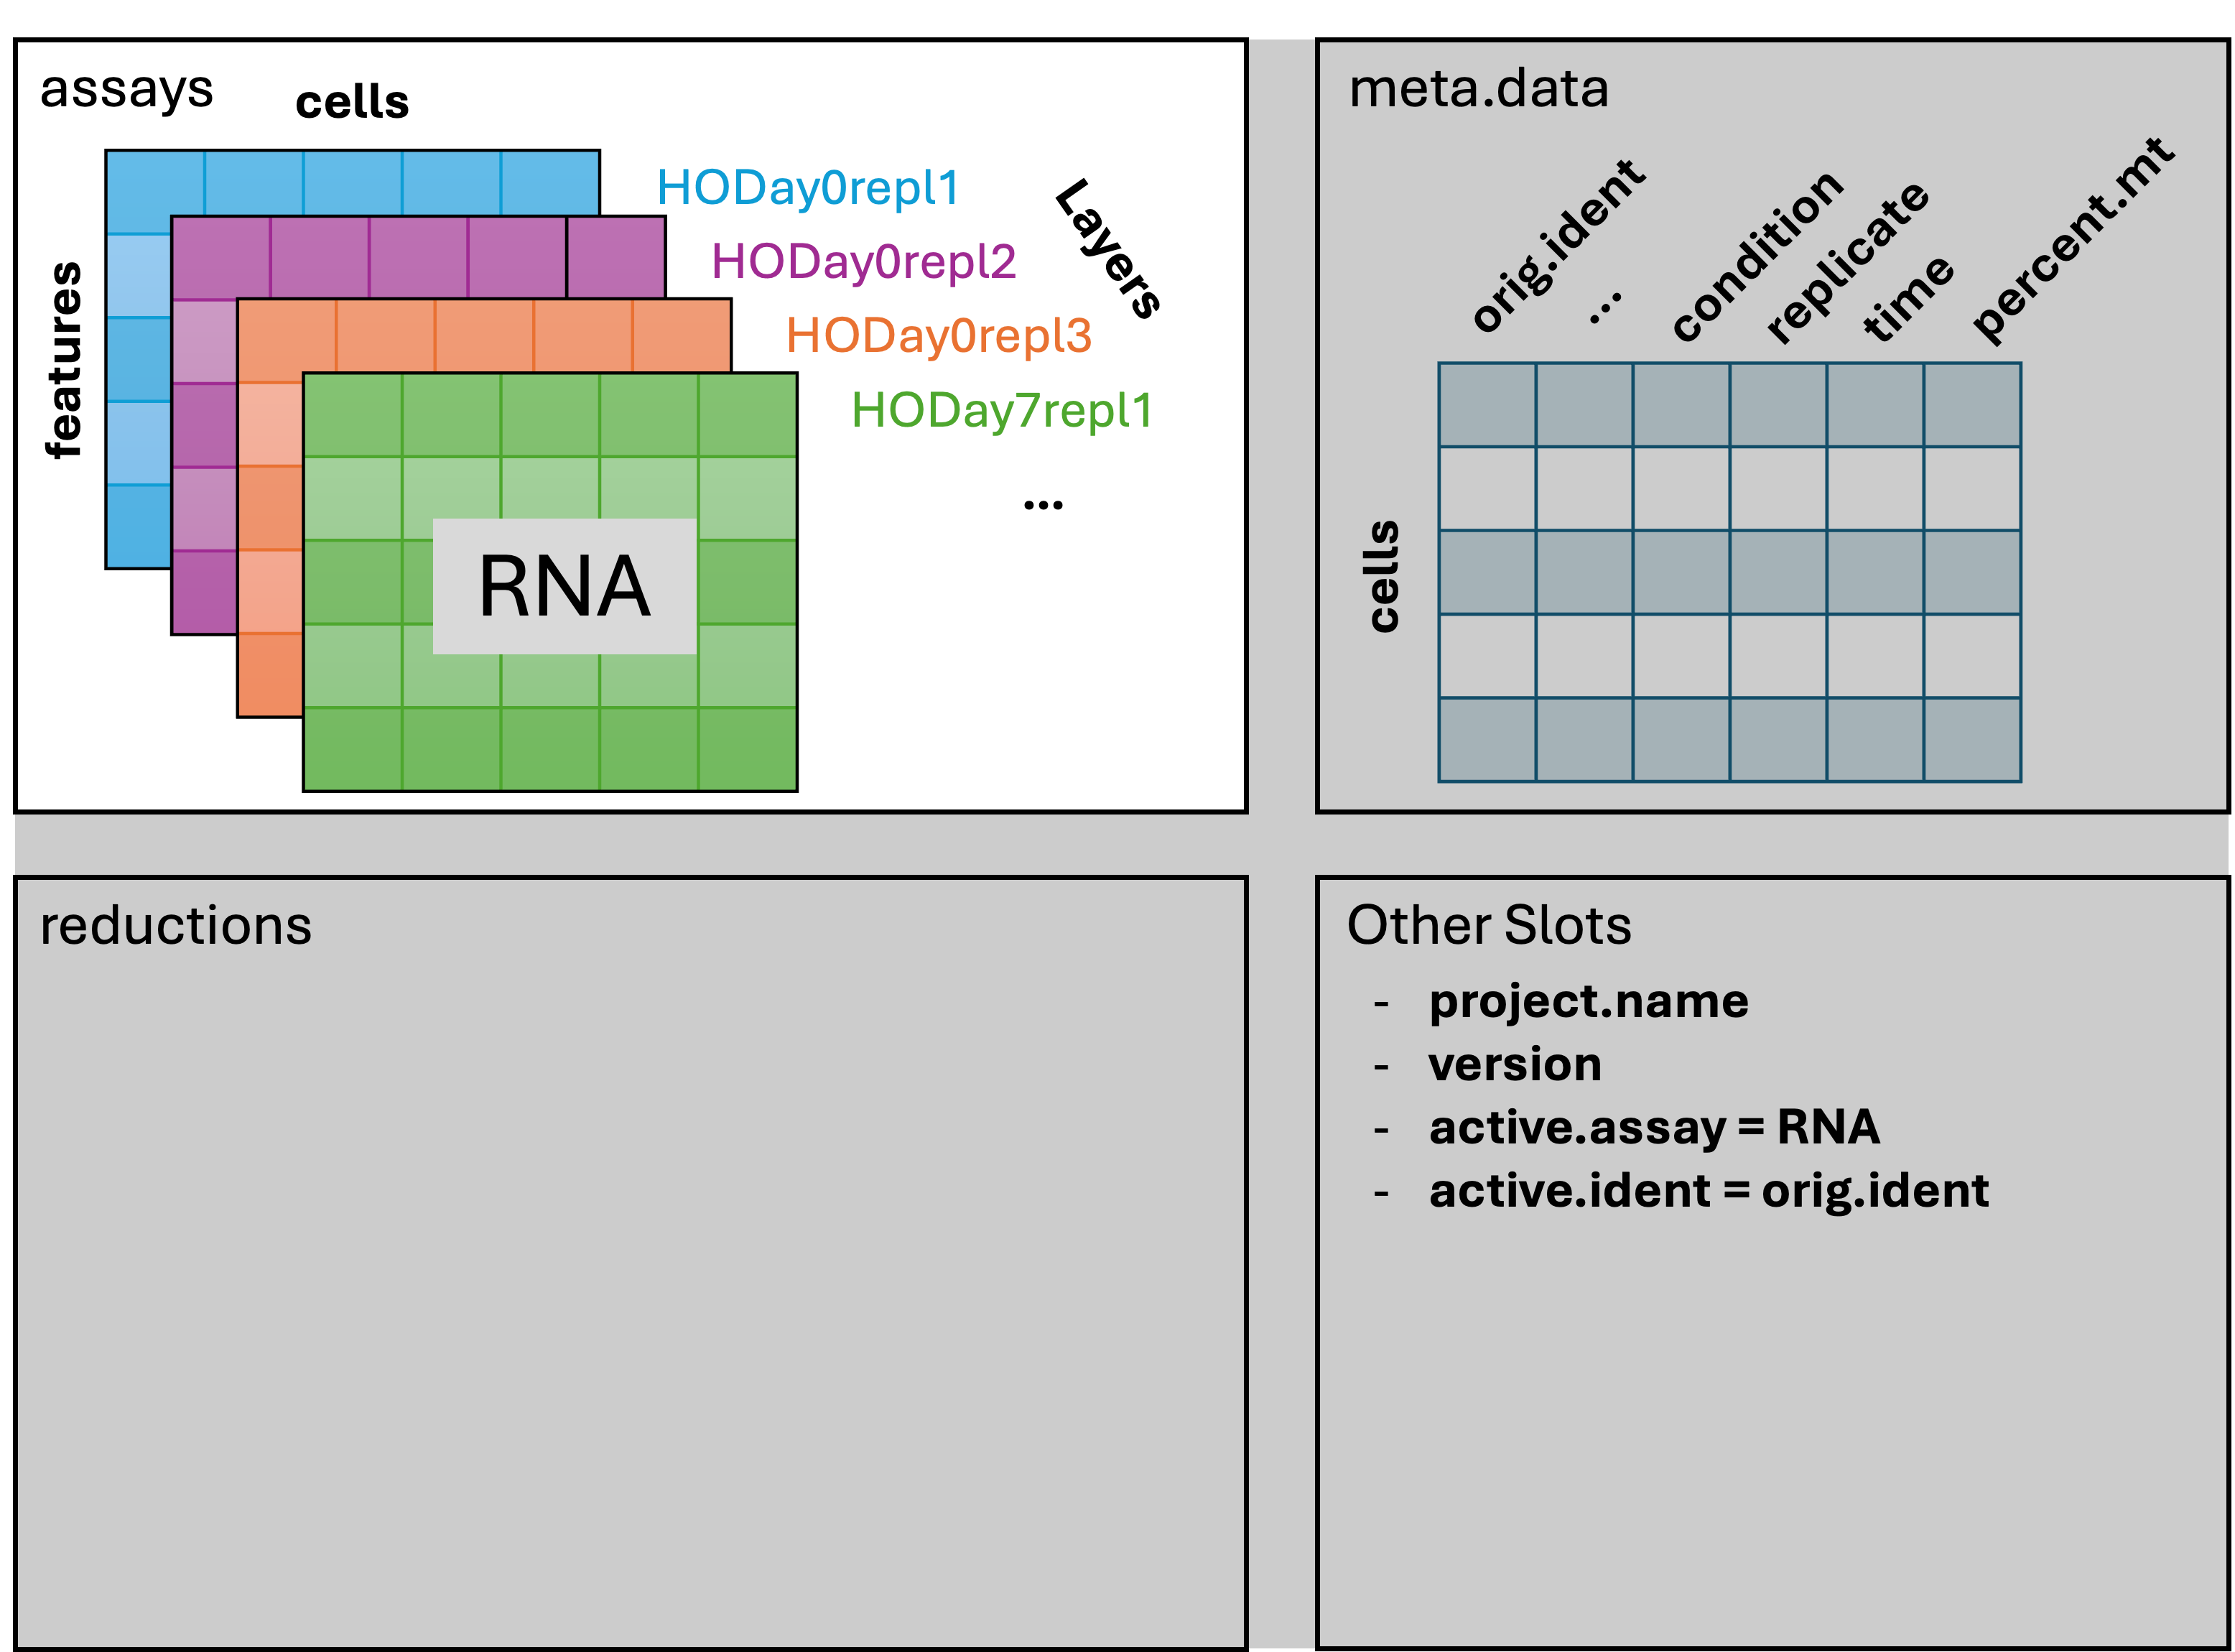 assays
cells
features
HODay0repl1
HODay0repl2
HODay0repl3
HODay7repl1
...
Layers
RNA
meta.data
orig.ident
...
condition
replicate
time
percent.mt
cells
reductions
Other Slots
- project.name
- version
- active.assay = RNA
- active.ident = orig.ident